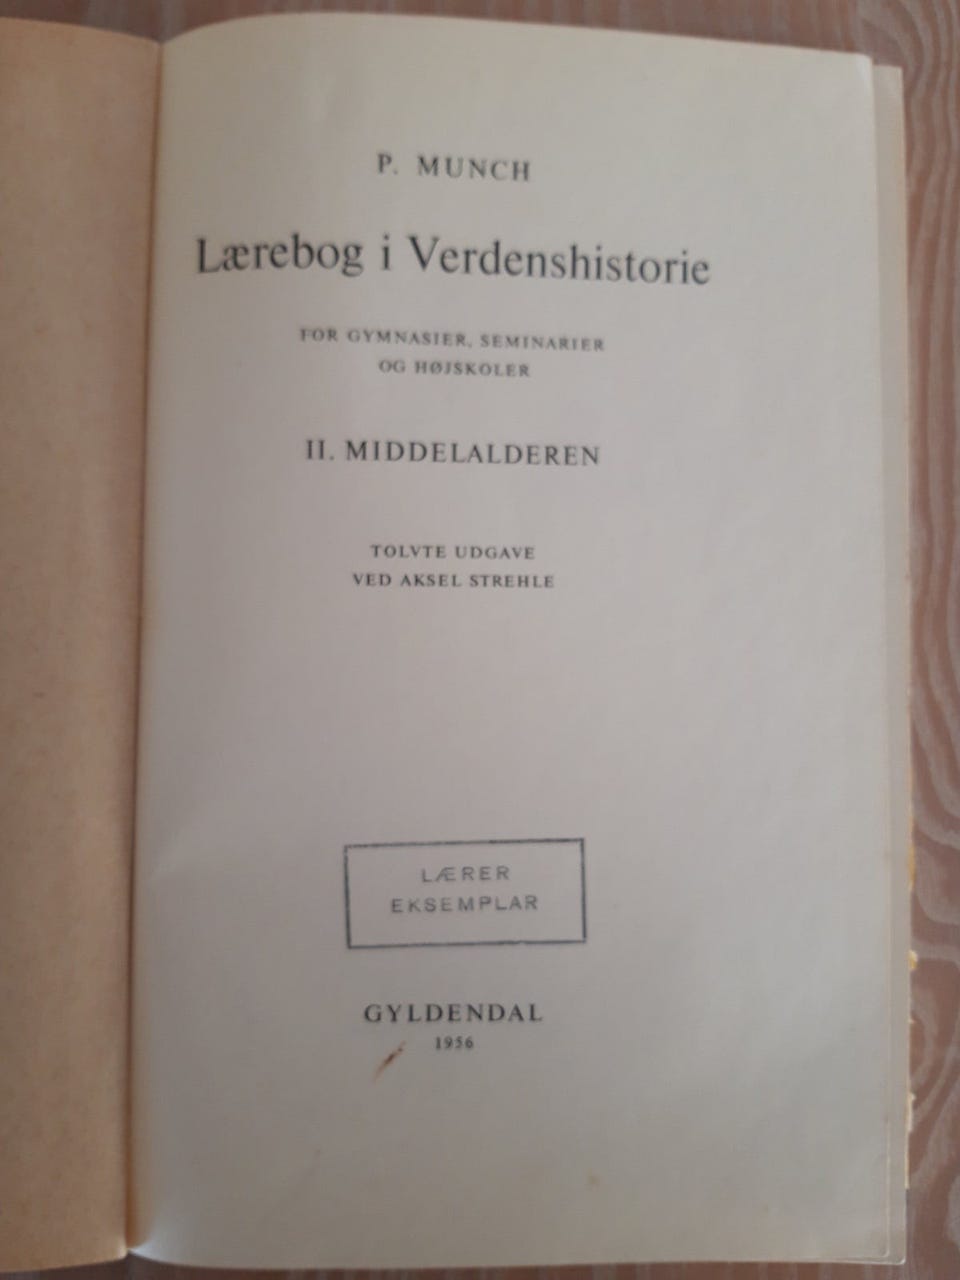 P. MUNCH
Lærebog i Verdenshistorie
FOR GYMNASIER, SEMINARIER
OG HØJSKOLER
II. MIDDELALDEREN
TOLVTE UDGAVE
VED AKSEL STREHLE
LÆRER
EKSEMPLAR
GYLDENDAL
1956